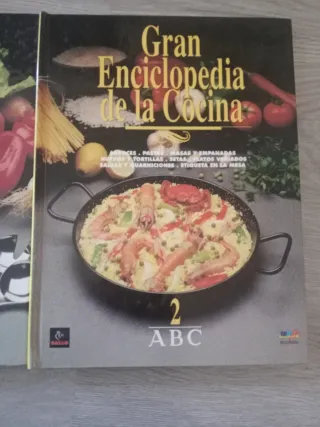 Gran
Enciclopedia
de la Cocina
ARROCES . PASTAS . MASAS Y EMPANADAS
HUEVOS Y TORTILLAS . SETAS . PLATOS VARIADOS
SALSAS Y GUARNICIONES . ETIQUETA EN LA MESA
2
ABC
GALLO